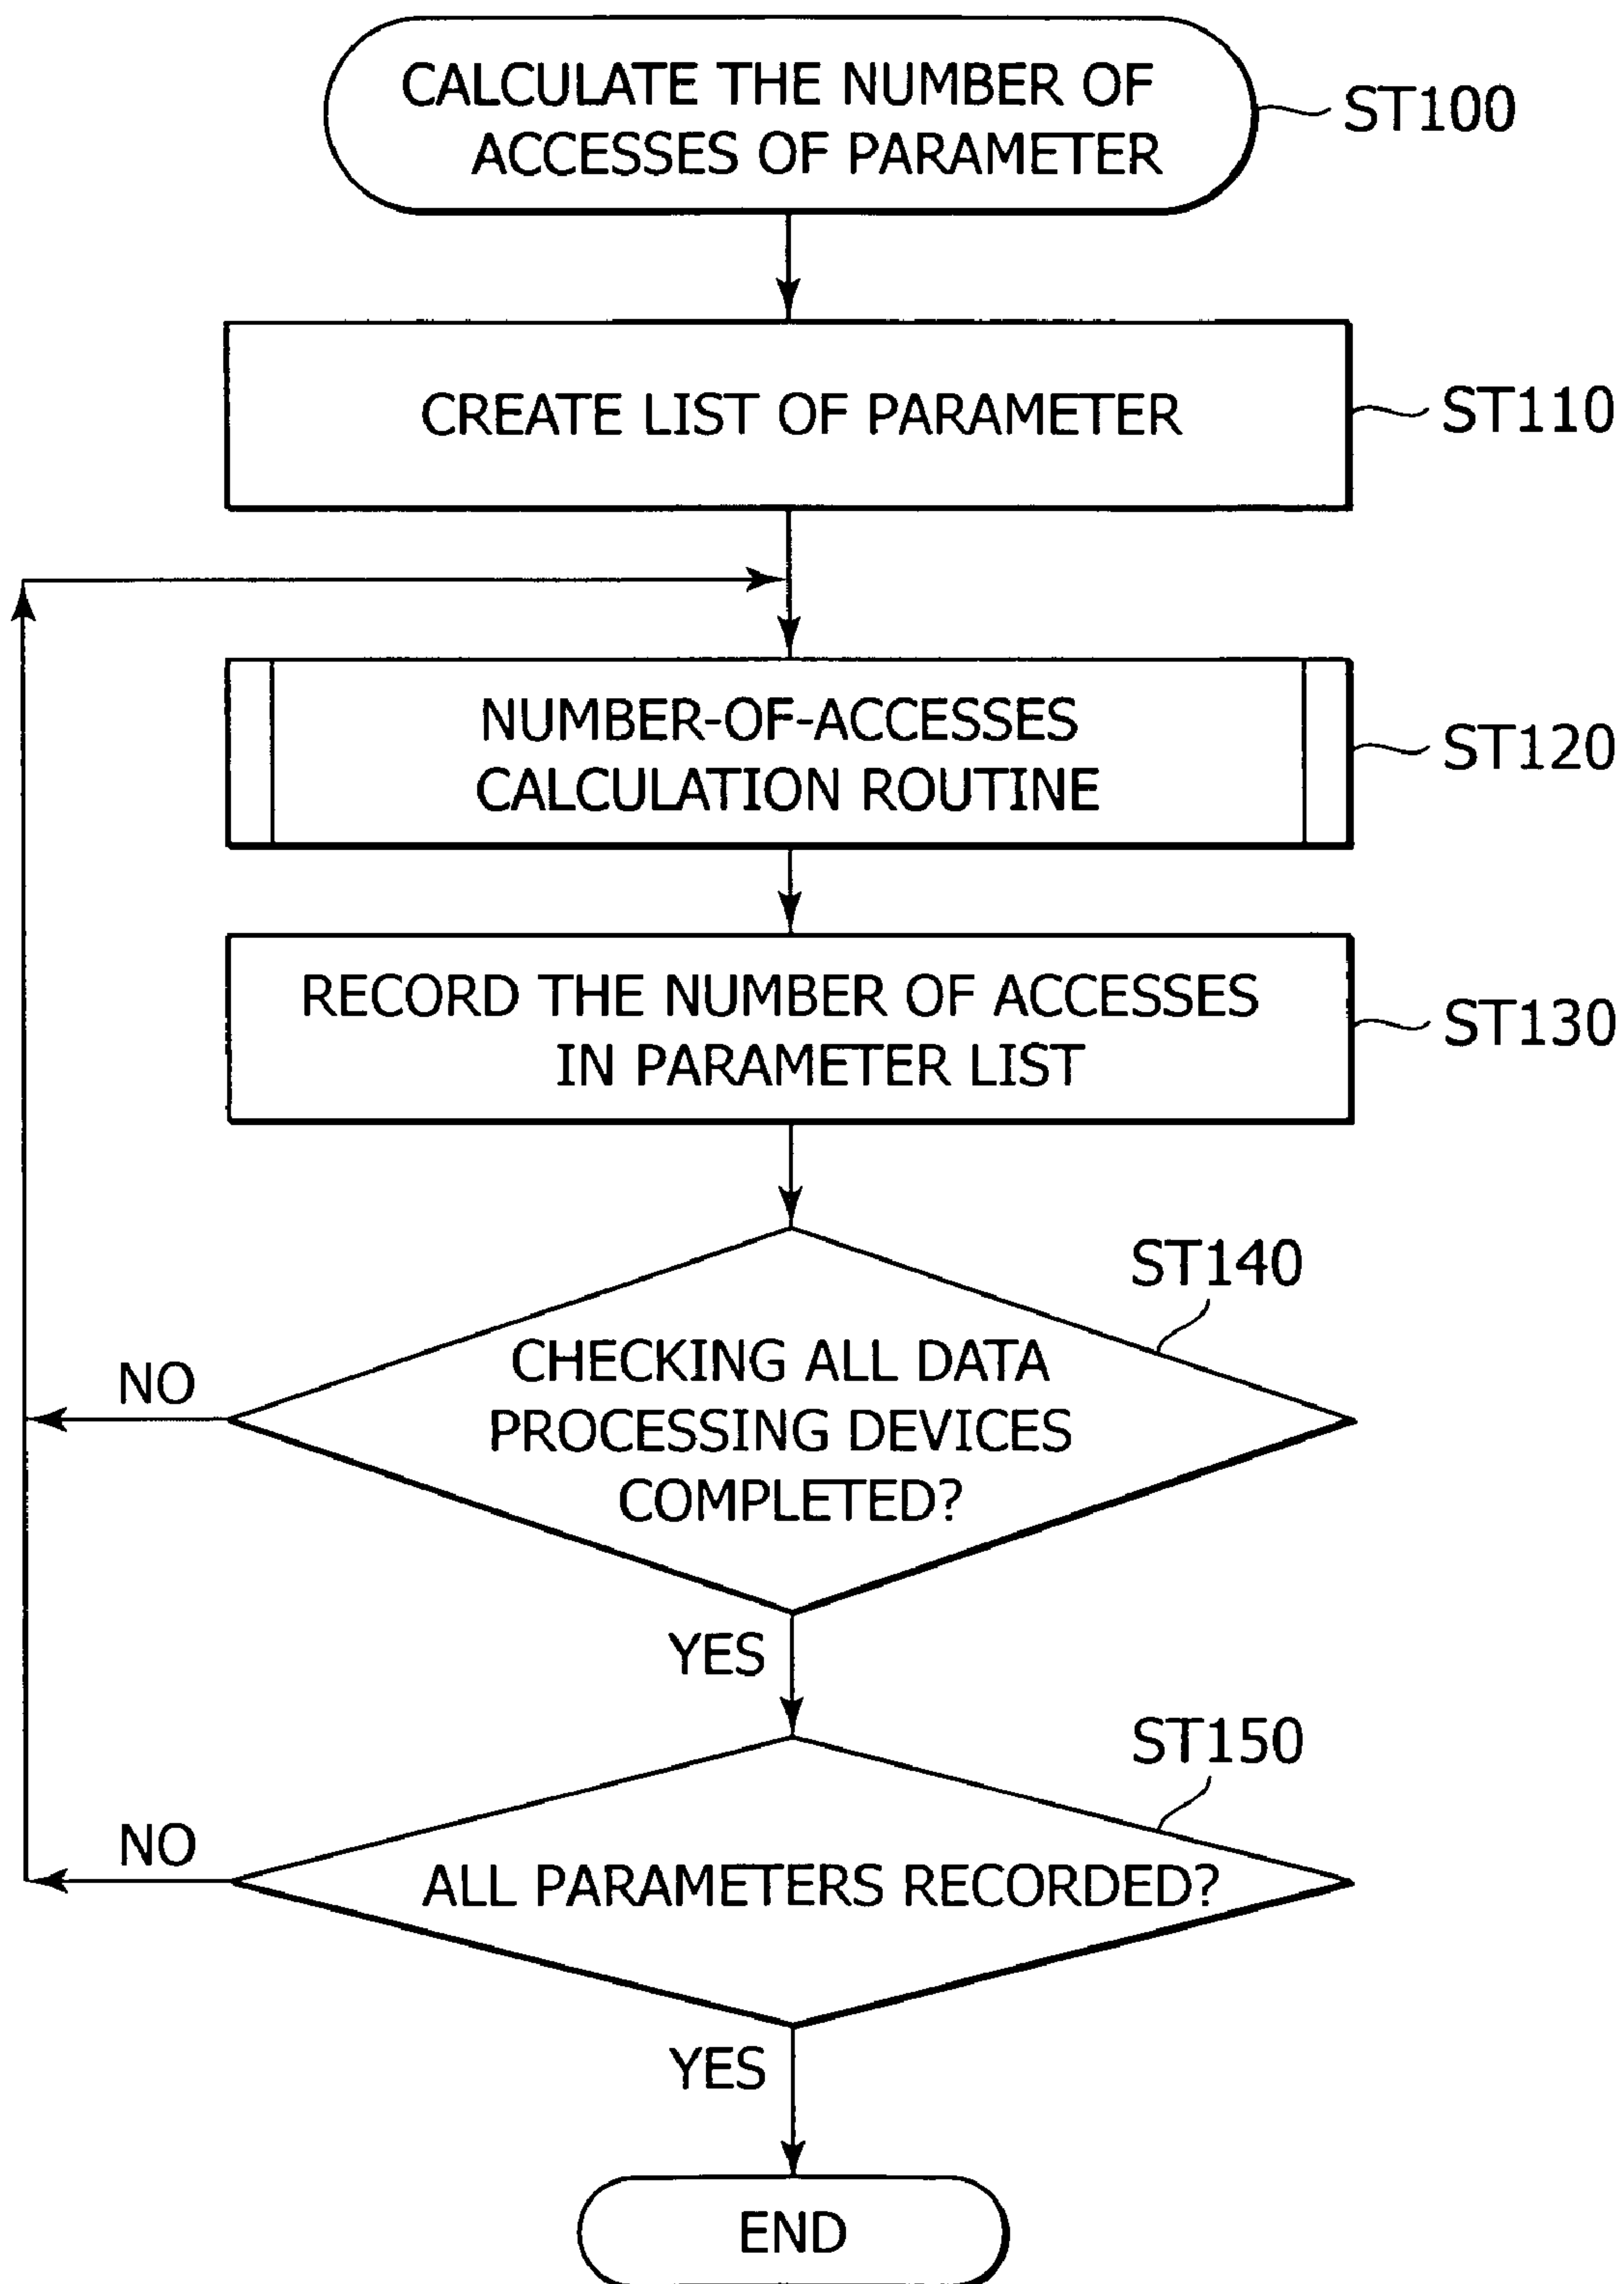 CALCULATE THE NUMBER OF
ACCESSES OF PARAMETER
ST100
CREATE LIST OF PARAMETER
ST110
NUMBER-OF-ACCESSES
CALCULATION ROUTINE
ST120
RECORD THE NUMBER OF ACCESSES
IN PARAMETER LIST
ST130
ST140
CHECKING ALL DATA
PROCESSING DEVICES
COMPLETED?
NO
YES
ST150
ALL PARAMETERS RECORDED?
NO
YES
END